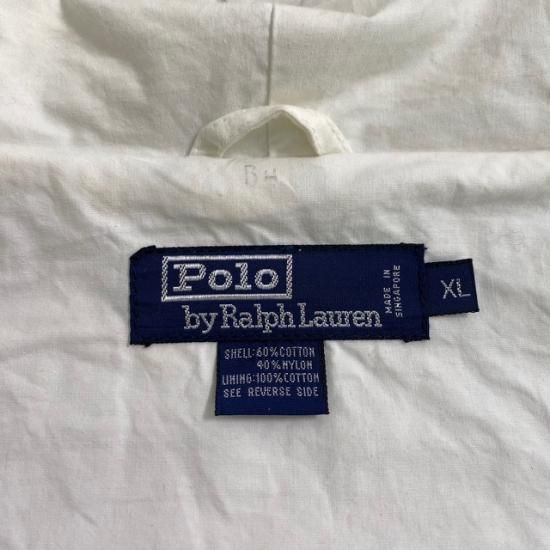 BH
Polo
by Ralph Lauren
MADE IN
SINGAPORE
XL
SHELL:60%COTTON
40%NYLON
LINING:100%COTTON
SEE REVERSE SIDE